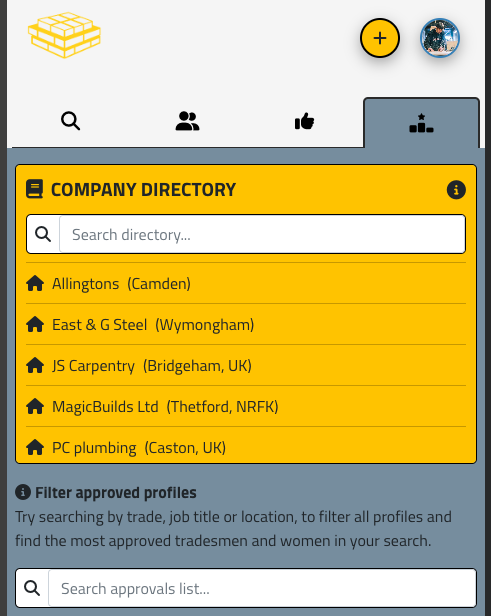 COMPANY DIRECTORY
Search directory...
Allingtons (Camden)
East & G Steel (Wymongham)
JS Carpentry (Bridgeham, UK)
MagicBuilds Ltd (Thetford, NRFK)
PC plumbing (Caston, UK)
Filter approved profiles
Try searching by trade, job title or location, to filter all profiles and
find the most approved tradesmen and women in your search.
Search approvals list...